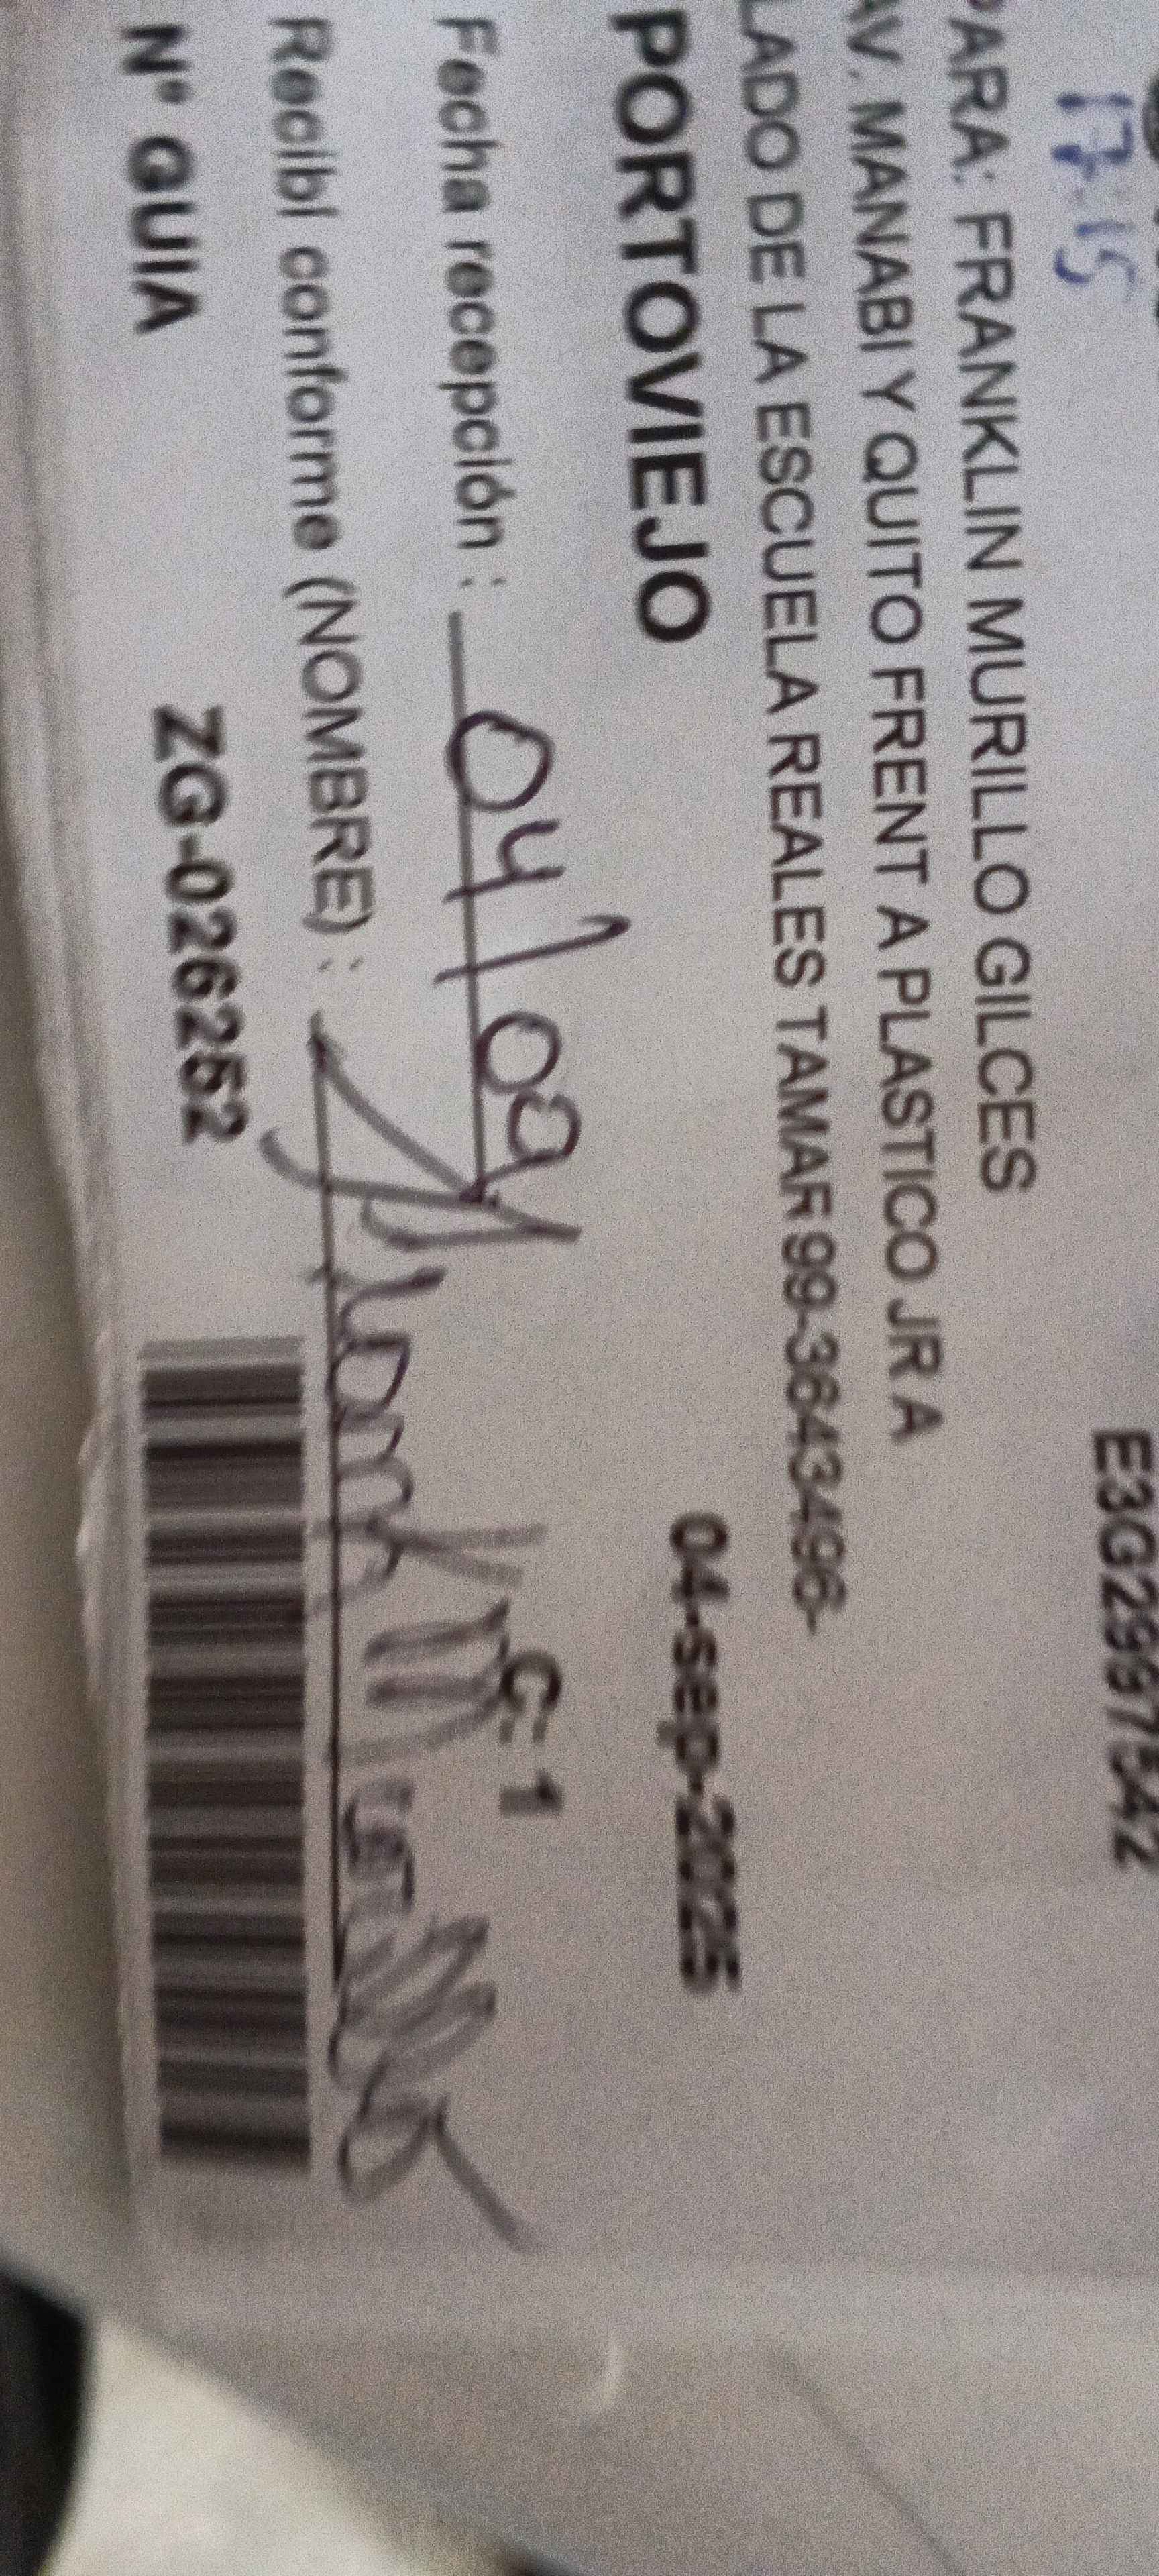 E3G2997542
17:15
PARA: FRANKLIN MURILLO GILCES
AV. MANABI Y QUITO FRENT A PLASTICO JR A
LADO DE LA ESCUELA REALES TAMAR 99-3643496-
PORTOVIEJO 04-sep-2025
Fecha recepción : 04/09 C: 1
Recibí conforme (NOMBRE) : Frank
Nº GUIA ZG-026252